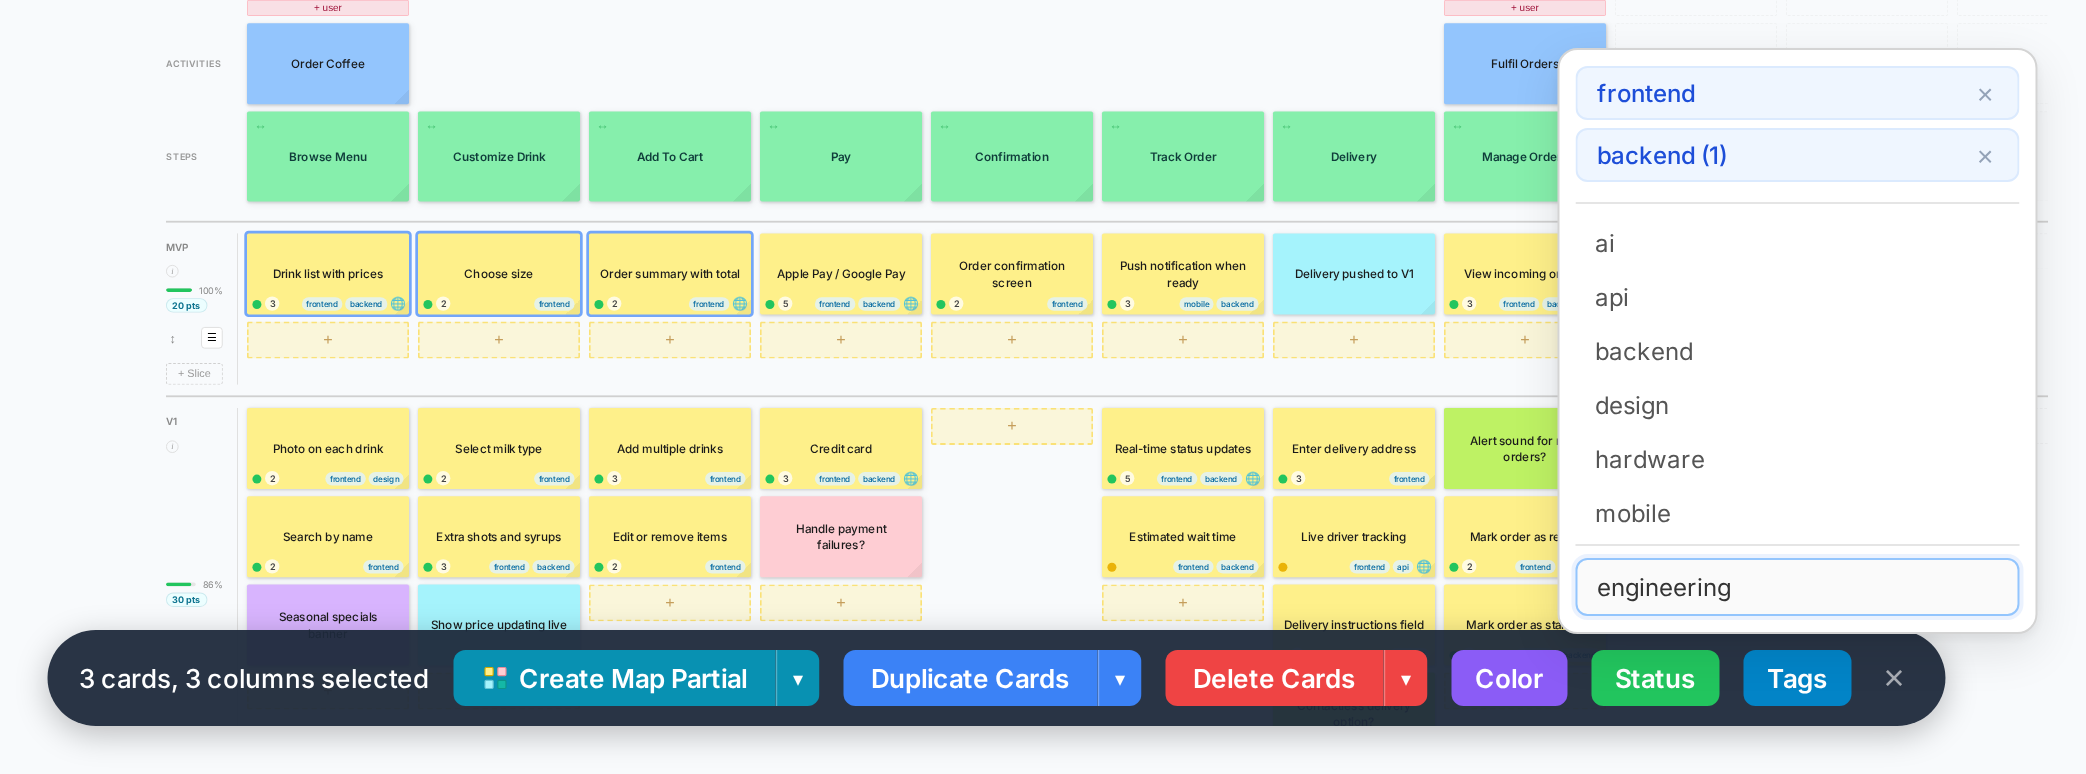 + user
+ user
ACTIVITIES
Order Coffee
Fulfil Orders
STEPS
Browse Menu
Customize Drink
Add To Cart
Pay
Confirmation
Track Order
Delivery
Manage Orde
MVP
i
100%
20 pts
↕
☰
+ Slice
Drink list with prices
3 frontend backend
Choose size
2 frontend
Order summary with total
2 frontend
Apple Pay / Google Pay
5 frontend backend
Order confirmation
screen
2 frontend
Push notification when
ready
3 mobile backend
Delivery pushed to V1
View incoming or
3 frontend ba
+ + + + + + + +
V1
i
86%
30 pts
Photo on each drink
2 frontend design
Select milk type
2 frontend
Add multiple drinks
3 frontend
Credit card
3 frontend backend
+
Real-time status updates
5 frontend backend
Enter delivery address
3 frontend
Alert sound for
orders?
Search by name
2 frontend
Extra shots and syrups
3 frontend backend
Edit or remove items
2 frontend
Handle payment
failures?
Estimated wait time
frontend backend
Live driver tracking
frontend api
Mark order as re
2 frontend
Seasonal specials
banner
Show price updating live
+
+
+
Delivery instructions field
Mark order as sta
option?
frontend ×
backend (1) ×
ai
api
backend
design
hardware
mobile
engineering
3 cards, 3 columns selected
Create Map Partial ▾
Duplicate Cards ▾
Delete Cards ▾
Color
Status
Tags
×